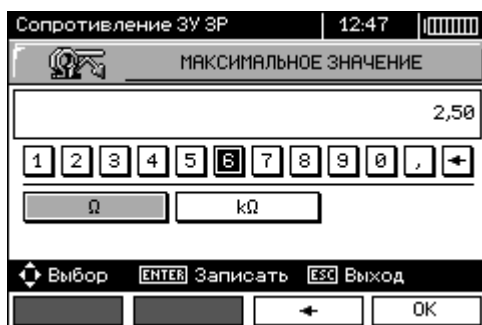 Сопротивление ЗУ 3P 12:47
МАКСИМАЛЬНОЕ ЗНАЧЕНИЕ
2,50
1 2 3 4 5 6 7 8 9 0 , ←
Ω kΩ
Выбор ENTER Записать ESC Выход
← OK